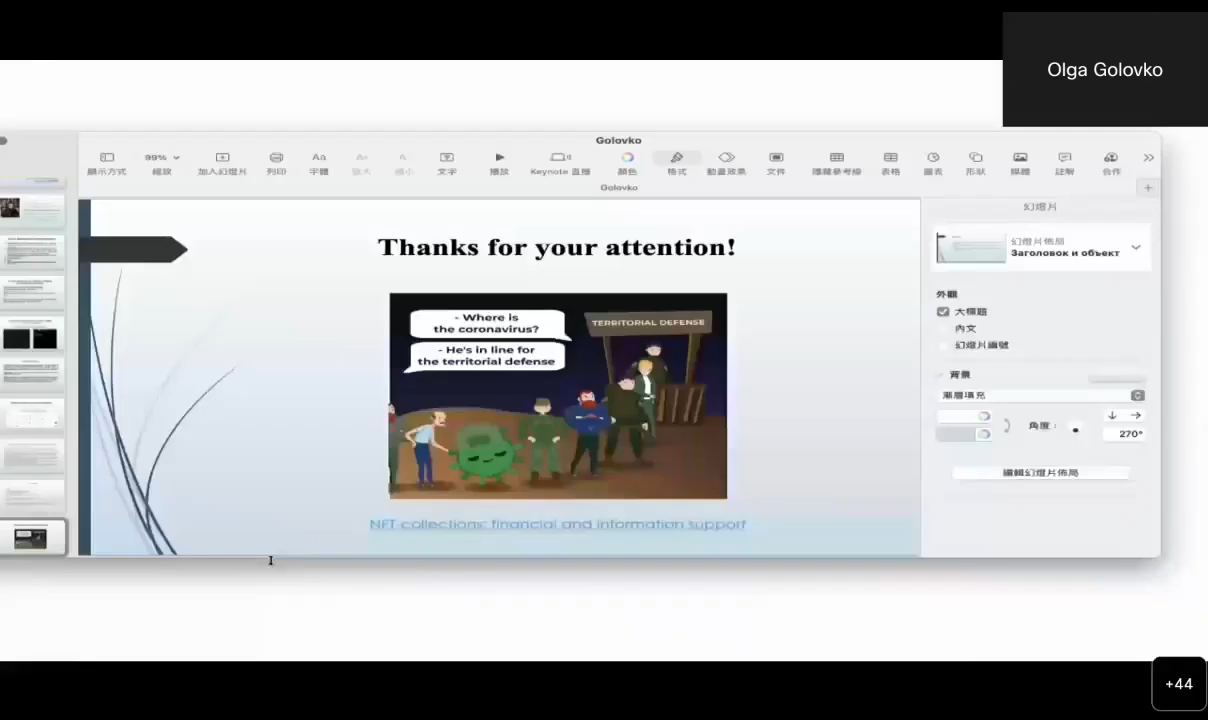 Olga Golovko
Golovko
99%
顯示方式 縮放 加入幻燈片 列印 字體 放大 縮小 文字 播放 Keynote 直播 顏色 格式 動畫效果 文件 隱藏參考線 表格 圖表 形狀 媒體 註解 合作
Golovko
幻燈片
幻燈片佈局
Заголовок и объект
外觀
大標題
內文
幻燈片編號
背景
漸層填充
角度：
270°
編輯幻燈片佈局
Thanks for your attention!
- Where is
the coronavirus?
- He's in line for
the territorial defense
TERRITORIAL DEFENSE
NFT collections: financial and information support
+44